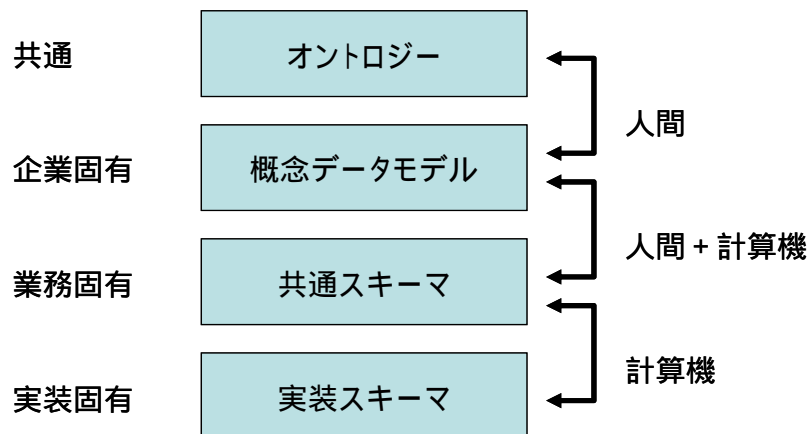 共通
オントロジー
人間
企業固有
概念データモデル
人間 + 計算機
業務固有
共通スキーマ
計算機
実装固有
実装スキーマ